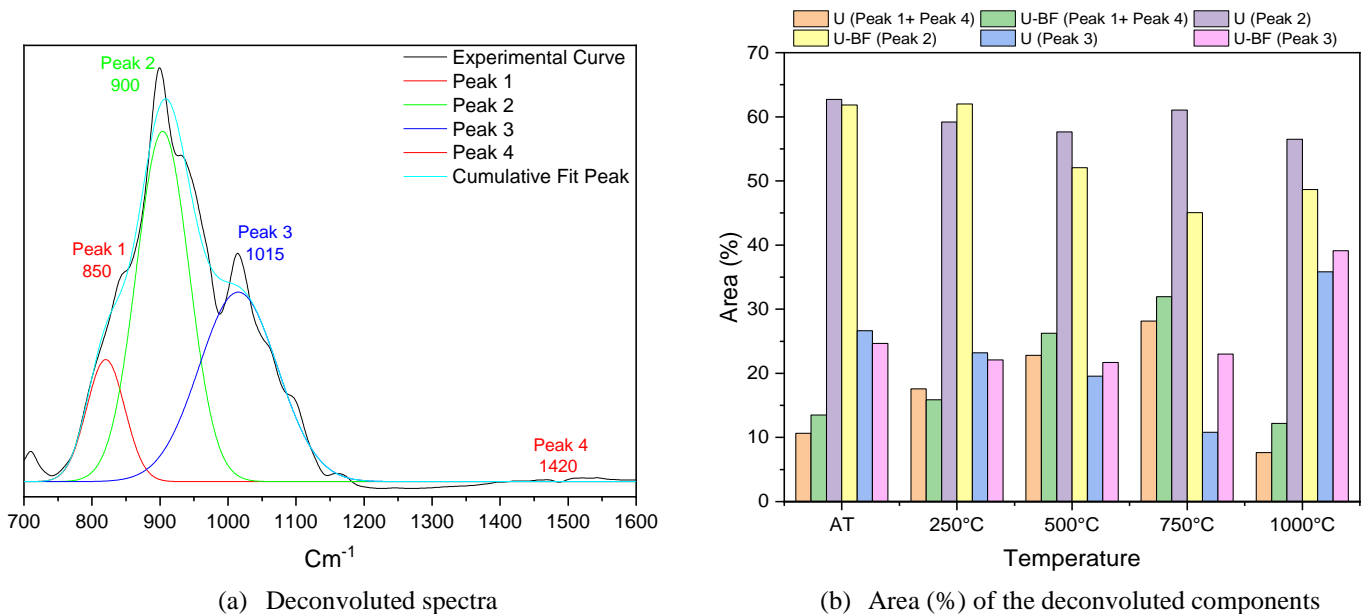 Peak 2
900
Peak 1
850
Peak 3
1015
Peak 4
1420
Experimental Curve
Peak 1
Peak 2
Peak 3
Peak 4
Cumulative Fit Peak
700 800 900 1000 1100 1200 1300 1400 1500 1600
Cm-1
(a) Deconvoluted spectra
U (Peak 1+ Peak 4) U-BF (Peak 1+ Peak 4) U (Peak 2)
U-BF (Peak 2) U (Peak 3) U-BF (Peak 3)
70
60
50
40
30
20
10
0
Area (%)
AT 250°C 500°C 750°C 1000°C
Temperature
(b) Area (%) of the deconvoluted components